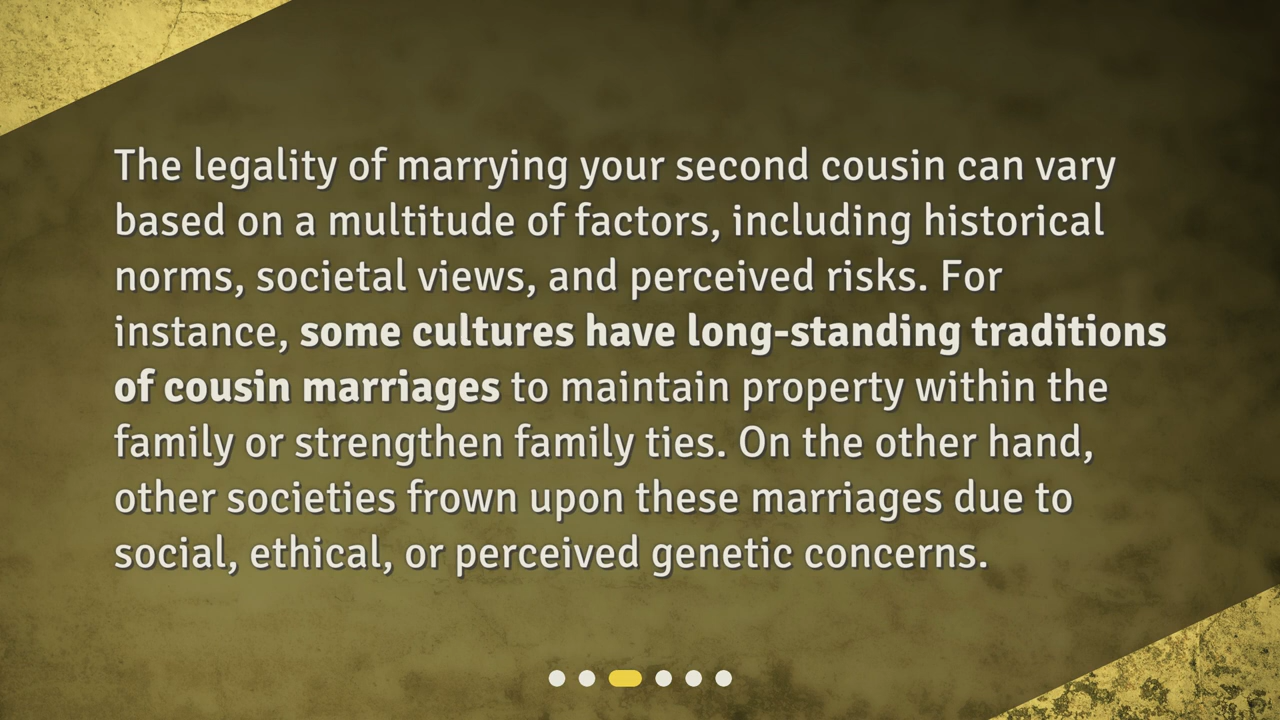 The legality of marrying your second cousin can vary
based on a multitude of factors, including historical
norms, societal views, and perceived risks. For
instance, some cultures have long-standing traditions
of cousin marriages to maintain property within the
family or strengthen family ties. On the other hand,
other societies frown upon these marriages due to
social, ethical, or perceived genetic concerns.